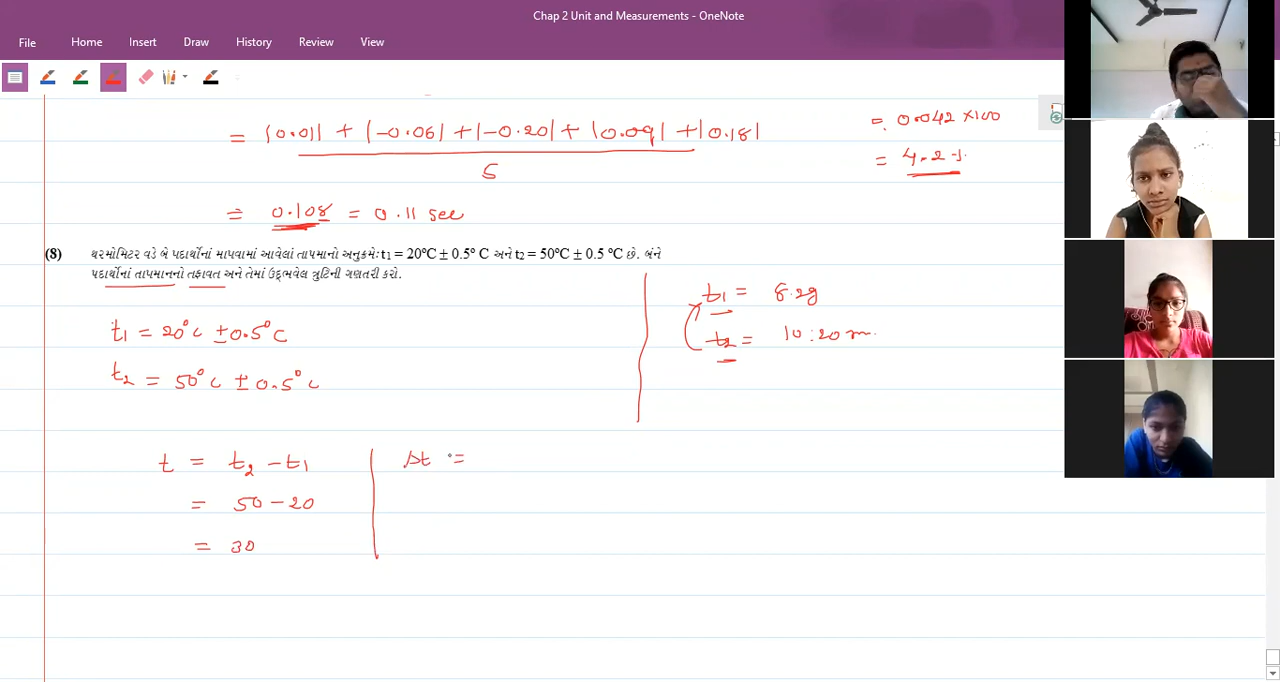 Chap 2 Unit and Measurements - OneNote
File Home Insert Draw History Review View
= |0.01| + |-0.06| + |-0.20| + |0.09| + |0.18|
5
= 0.042 x 100
= 4.2 %
= 0.108 = 0.11 sec
(8) થરમોમિટર વડે બે પદાર્થોનાં માપવામાં આવેલાં તાપમાનો અનુક્રમે: t1 = 20°C ± 0.5° C અને t2 = 50°C ± 0.5 °C છે. બંને
પદાર્થોનાં તાપમાનનો તફાવત અને તેમાં ઉદ્દભવેલ ત્રુટિની ગણતરી કરો.
t1 = 20°C ± 0.5°C
t2 = 50°C ± 0.5°C
t1 = 8.2g
t2 = 10:20 m.
t = t2 - t1
= 50 - 20
= 30
Δt =